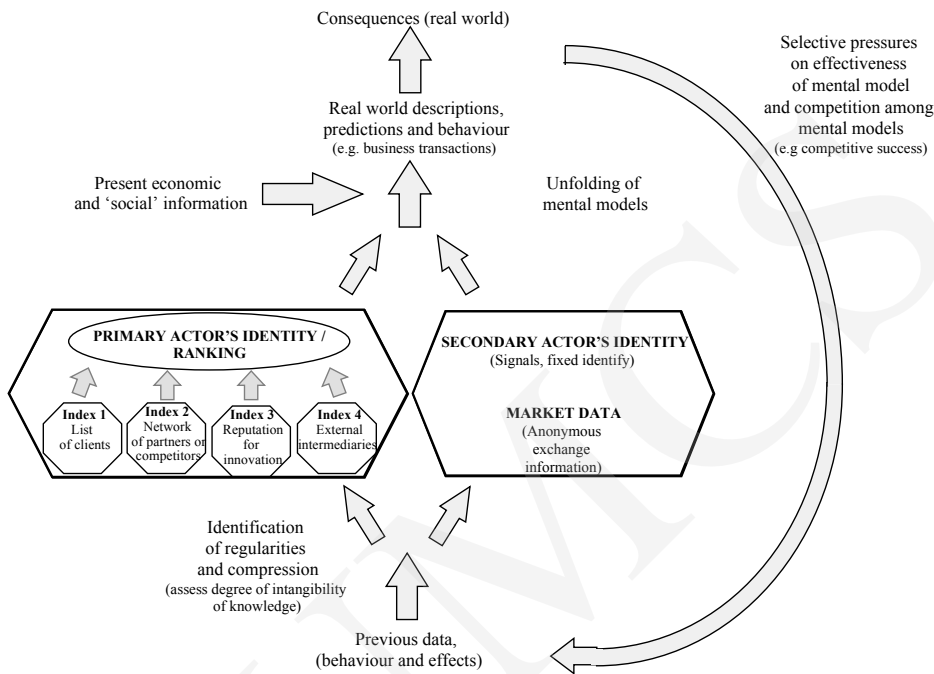 Consequences (real world)
Selective pressures
on effectiveness
of mental model
and competition among
mental models
(e.g competitive success)
Real world descriptions,
predictions and behaviour
(e.g. business transactions)
Present economic
and ‘social’ information
Unfolding of
mental models
PRIMARY ACTOR’S IDENTITY /
RANKING
Index 1
List
of clients
Index 2
Network
of partners or
competitors
Index 3
Reputation
for
innovation
Index 4
External
intermediaries
SECONDARY ACTOR’S IDENTITY
(Signals, fixed identify)
MARKET DATA
(Anonymous
exchange
information)
Identification
of regularities
and compression
(assess degree of intangibility
of knowledge)
Previous data,
(behaviour and effects)
UMCS